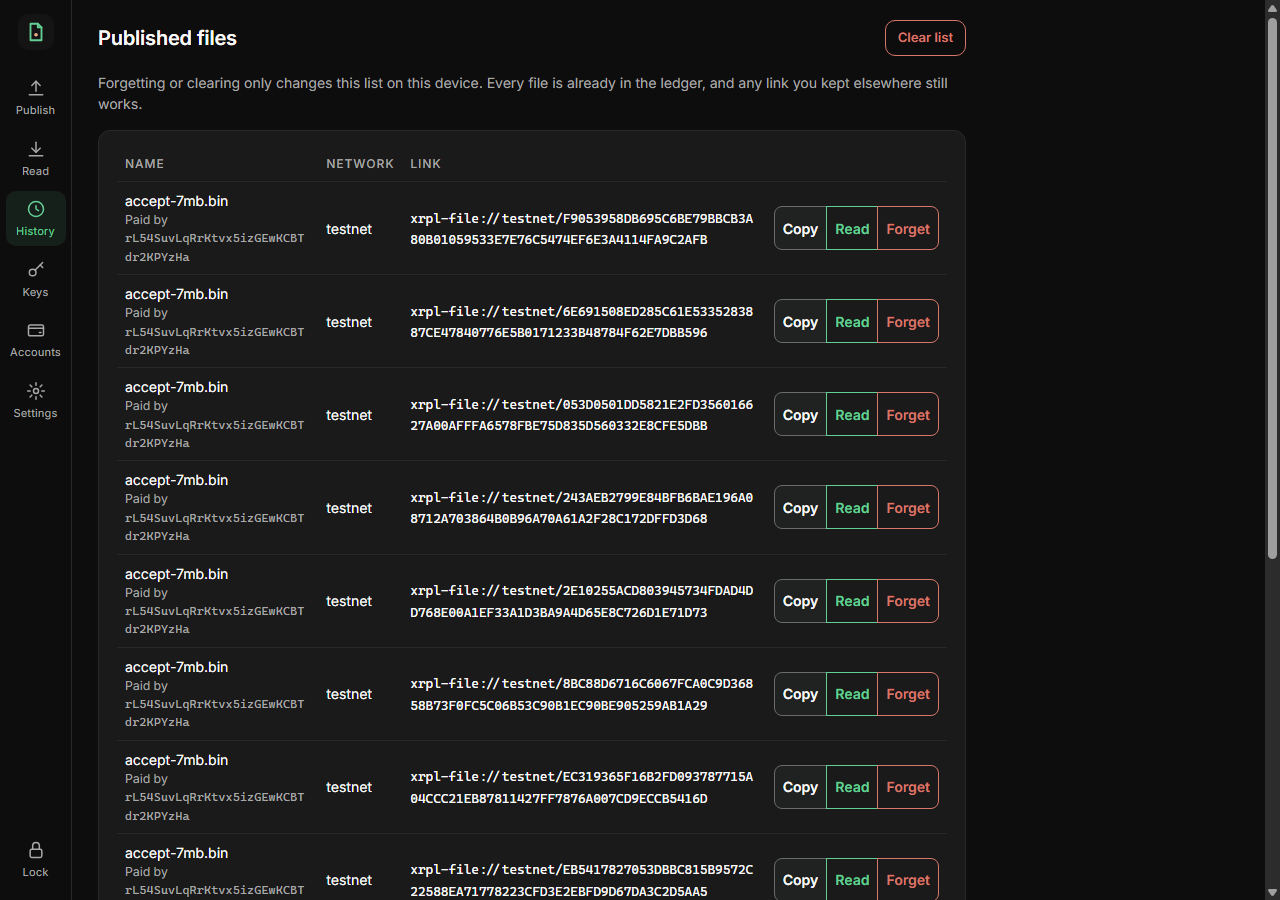 Published files
Clear list
Forgetting or clearing only changes this list on this device. Every file is already in the ledger, and any link you kept elsewhere still
works.
Publish
Read
History
Keys
Accounts
Settings
Lock
NAME NETWORK LINK
accept-7mb.bin
Paid by
rL54SuvLqRrKtvx5izGEwKCBT
dr2KPYzHa
testnet
xrpl-file://testnet/F9053958DB695C6BE79BBCB3A
80B01059533E7E76C5474EF6E3A4114FA9C2AFB
Copy Read Forget
accept-7mb.bin
Paid by
rL54SuvLqRrKtvx5izGEwKCBT
dr2KPYzHa
testnet
xrpl-file://testnet/6E691508ED285C61E53352838
87CE47840776E5B0171233B48784F62E7DBB596
Copy Read Forget
accept-7mb.bin
Paid by
rL54SuvLqRrKtvx5izGEwKCBT
dr2KPYzHa
testnet
xrpl-file://testnet/053D0501DD5821E2FD3560166
27A00AFFFA6578FBE75D835D560332E8CFE5DBB
Copy Read Forget
accept-7mb.bin
Paid by
rL54SuvLqRrKtvx5izGEwKCBT
dr2KPYzHa
testnet
xrpl-file://testnet/243AEB2799E84BFB6BAE196A0
8712A703864B0B96A70A61A2F28C172DFFD3D68
Copy Read Forget
accept-7mb.bin
Paid by
rL54SuvLqRrKtvx5izGEwKCBT
dr2KPYzHa
testnet
xrpl-file://testnet/2E10255ACD803945734FDAD4D
D768E00A1EF33A1D3BA9A4D65E8C726D1E71D73
Copy Read Forget
accept-7mb.bin
Paid by
rL54SuvLqRrKtvx5izGEwKCBT
dr2KPYzHa
testnet
xrpl-file://testnet/8BC88D6716C6067FCA0C9D368
58B73F0FC5C06B53C90B1EC90BE905259AB1A29
Copy Read Forget
accept-7mb.bin
Paid by
rL54SuvLqRrKtvx5izGEwKCBT
dr2KPYzHa
testnet
xrpl-file://testnet/EC319365F16B2FD093787715A
04CCC21EB87811427FF7876A007CD9ECCB5416D
Copy Read Forget
accept-7mb.bin
Paid by
rL54SuvLqRrKtvx5izGEwKCBT
testnet
xrpl-file://testnet/EB5417827053DBBC815B9572C
22588EA71778223CFD3E2EBFD9D67DA3C2D5AA5
Copy Read Forget